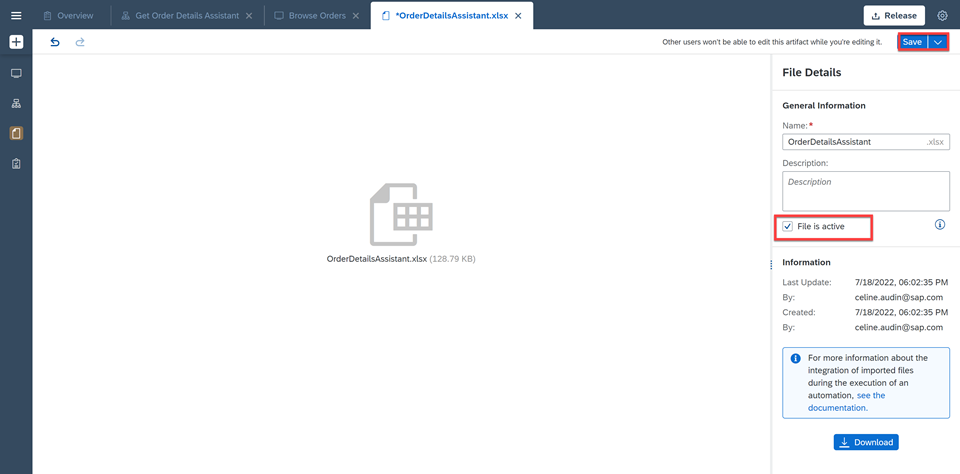 Overview
Get Order Details Assistant
Browse Orders
*OrderDetailsAssistant.xlsx
Release
Other users won't be able to edit this artifact while you're editing it.
Save
OrderDetailsAssistant.xlsx (128.79 KB)
File Details
General Information
Name:*
OrderDetailsAssistant .xlsx
Description:
Description
File is active
Information
Last Update: 7/18/2022, 06:02:35 PM
By: celine.audin@sap.com
Created: 7/18/2022, 06:02:35 PM
By: celine.audin@sap.com
For more information about the
integration of imported files
during the execution of an
automation, see the
documentation.
Download